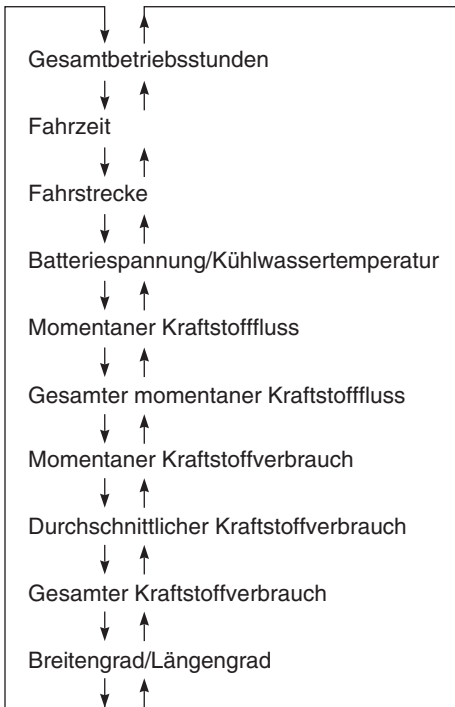 Gesamtbetriebsstunden
Fahrzeit
Fahrstrecke
Batteriespannung/Kühlwassertemperatur
Momentaner Kraftstofffluss
Gesamter momentaner Kraftstofffluss
Momentaner Kraftstoffverbrauch
Durchschnittlicher Kraftstoffverbrauch
Gesamter Kraftstoffverbrauch
Breitengrad/Längengrad